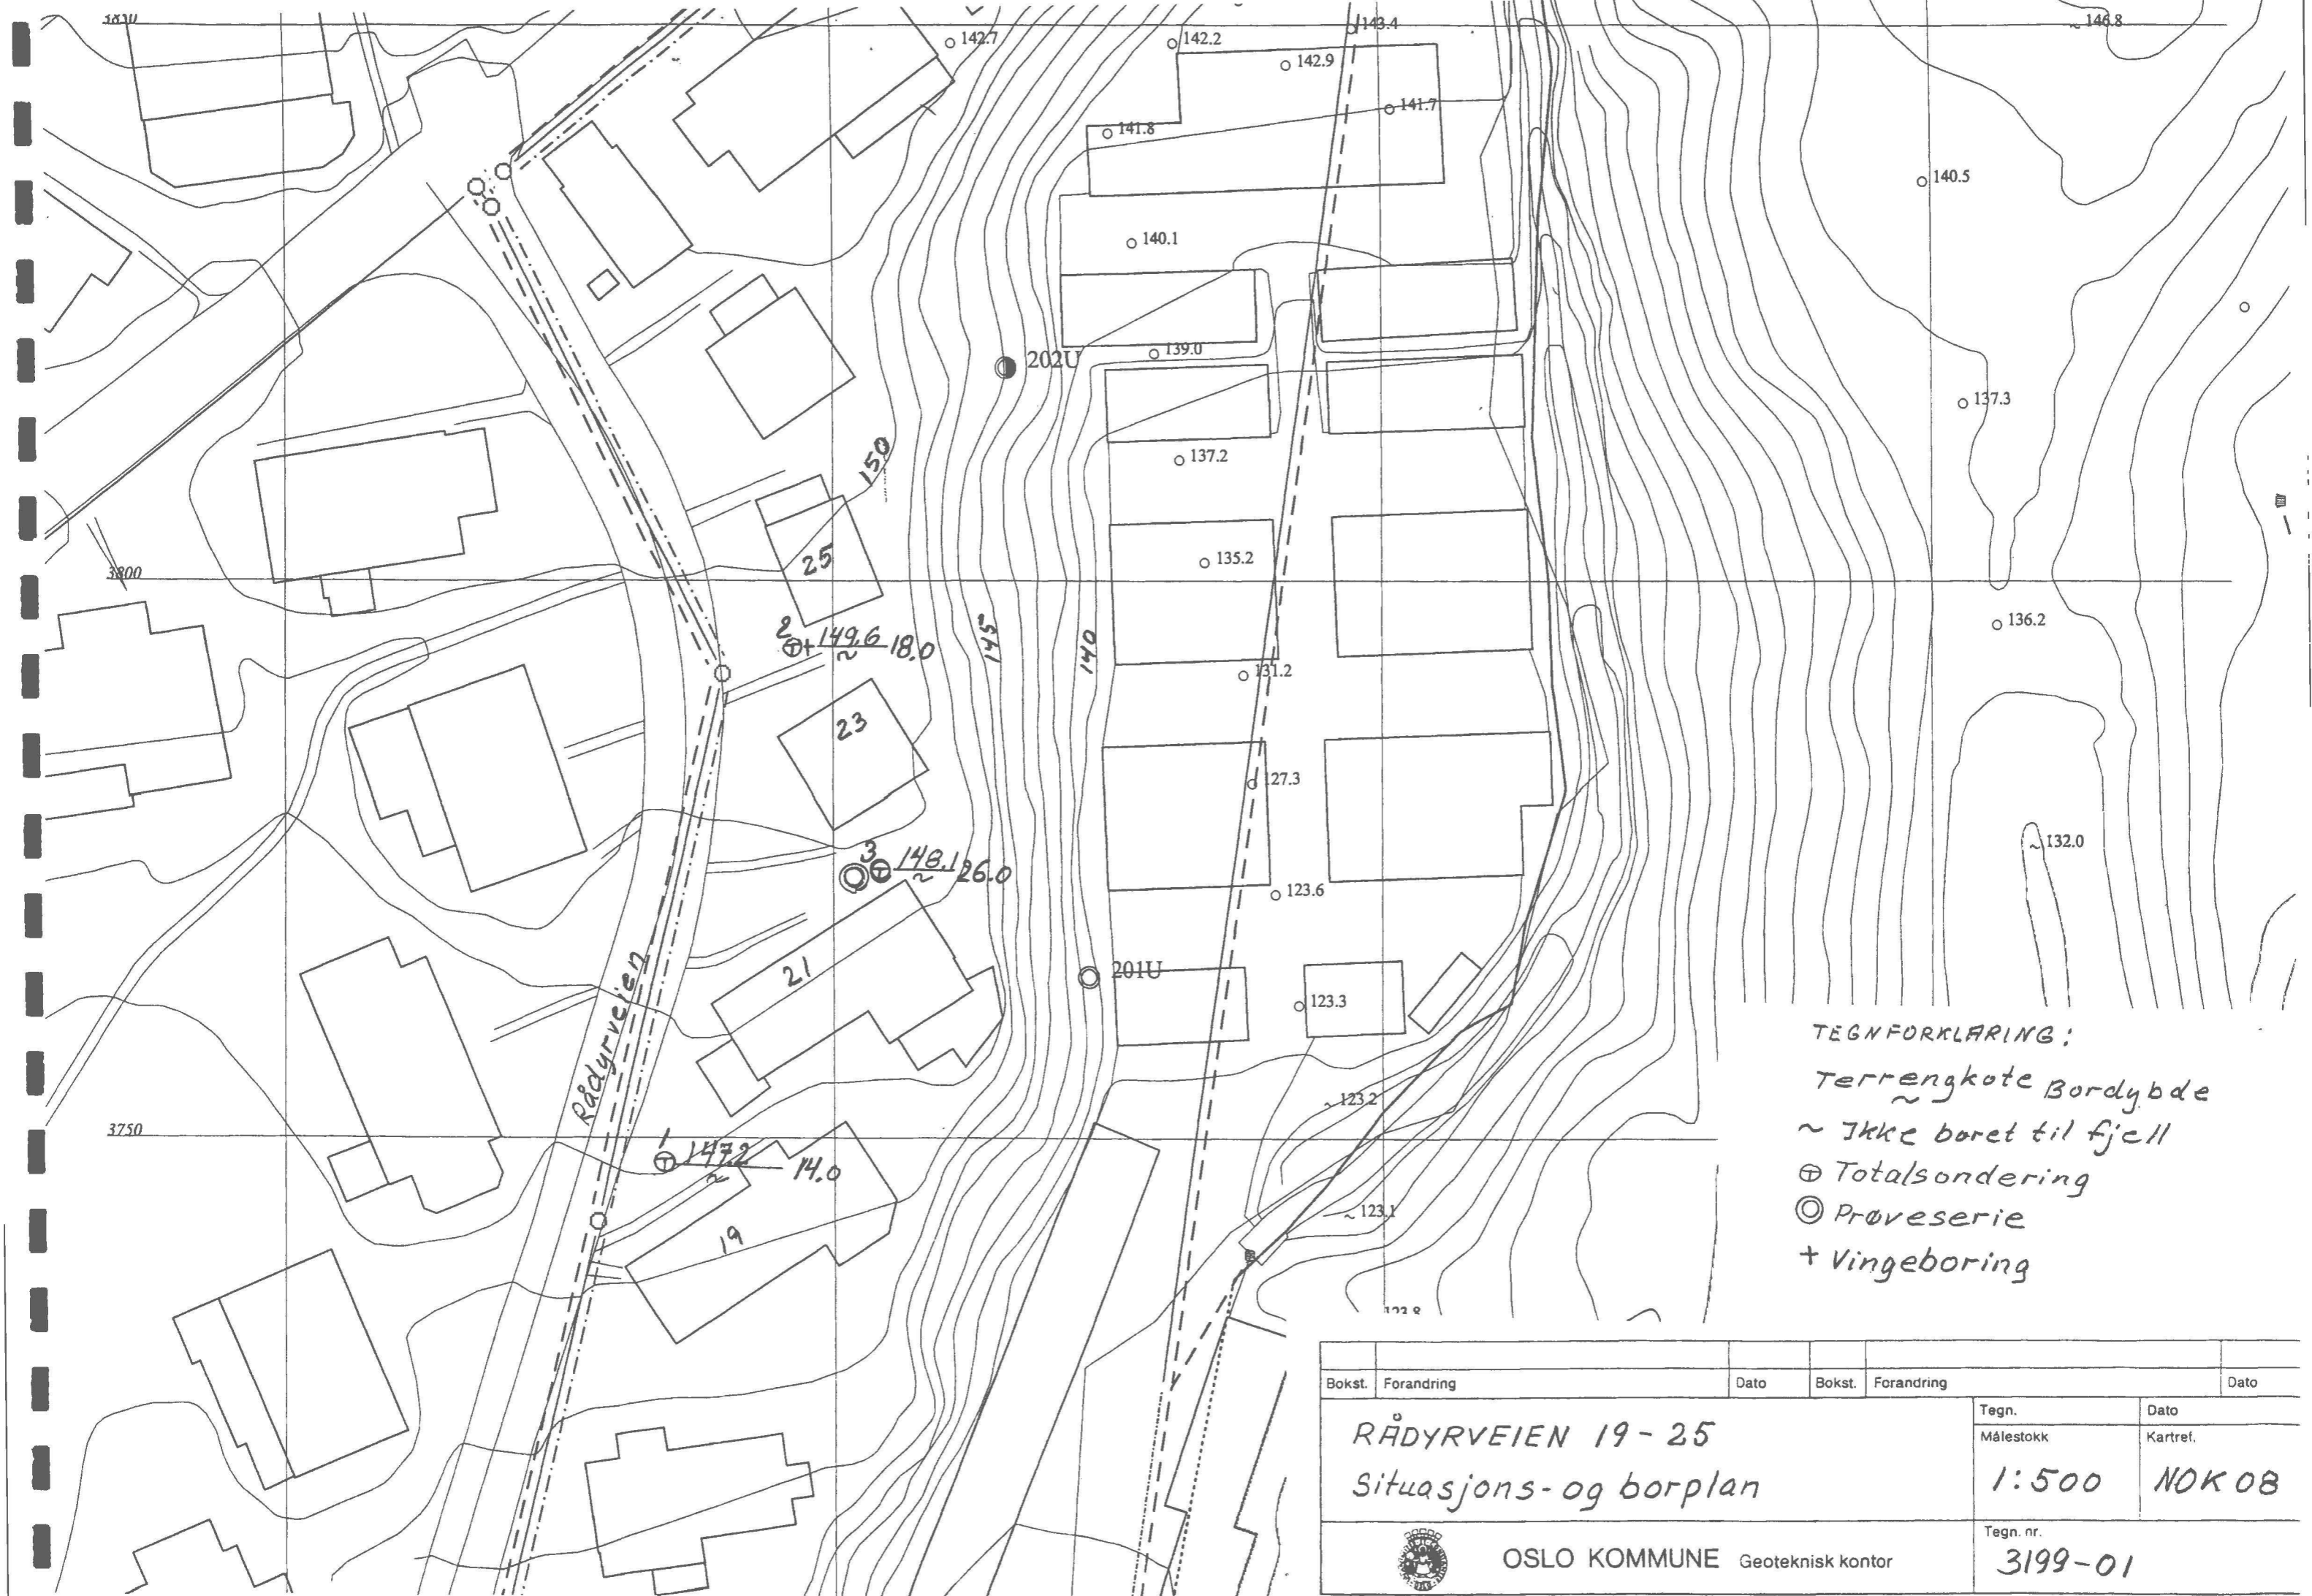 3850
142.7
142.2
143.4
146.8
142.9
141.7
141.8
140.5
140.1
202U
139.0
137.3
150
137.2
25
135.2
3800
2
149.6 18.0
~
145
140
136.2
131.2
23
127.3
3
148.1 26.0
~
132.0
123.6
21
201U
Rådyrveien
123.3
~123.2
3750
1
147.2 14.0
~
~123.1
19
123.8
TEGNFORKLARING:
Terrengkote Bordybde
~
~ Ikke boret til fjell
Totalsondering
Prøveserie
+ Vingeboring
Bokst. Forandring Dato Bokst. Forandring Dato
RÅDYRVEIEN 19-25
Situasjons- og borplan
Tegn. Dato
Målestokk Kartref.
1:500 NOK 08
OSLO KOMMUNE Geoteknisk kontor
Tegn. nr.
3199-01